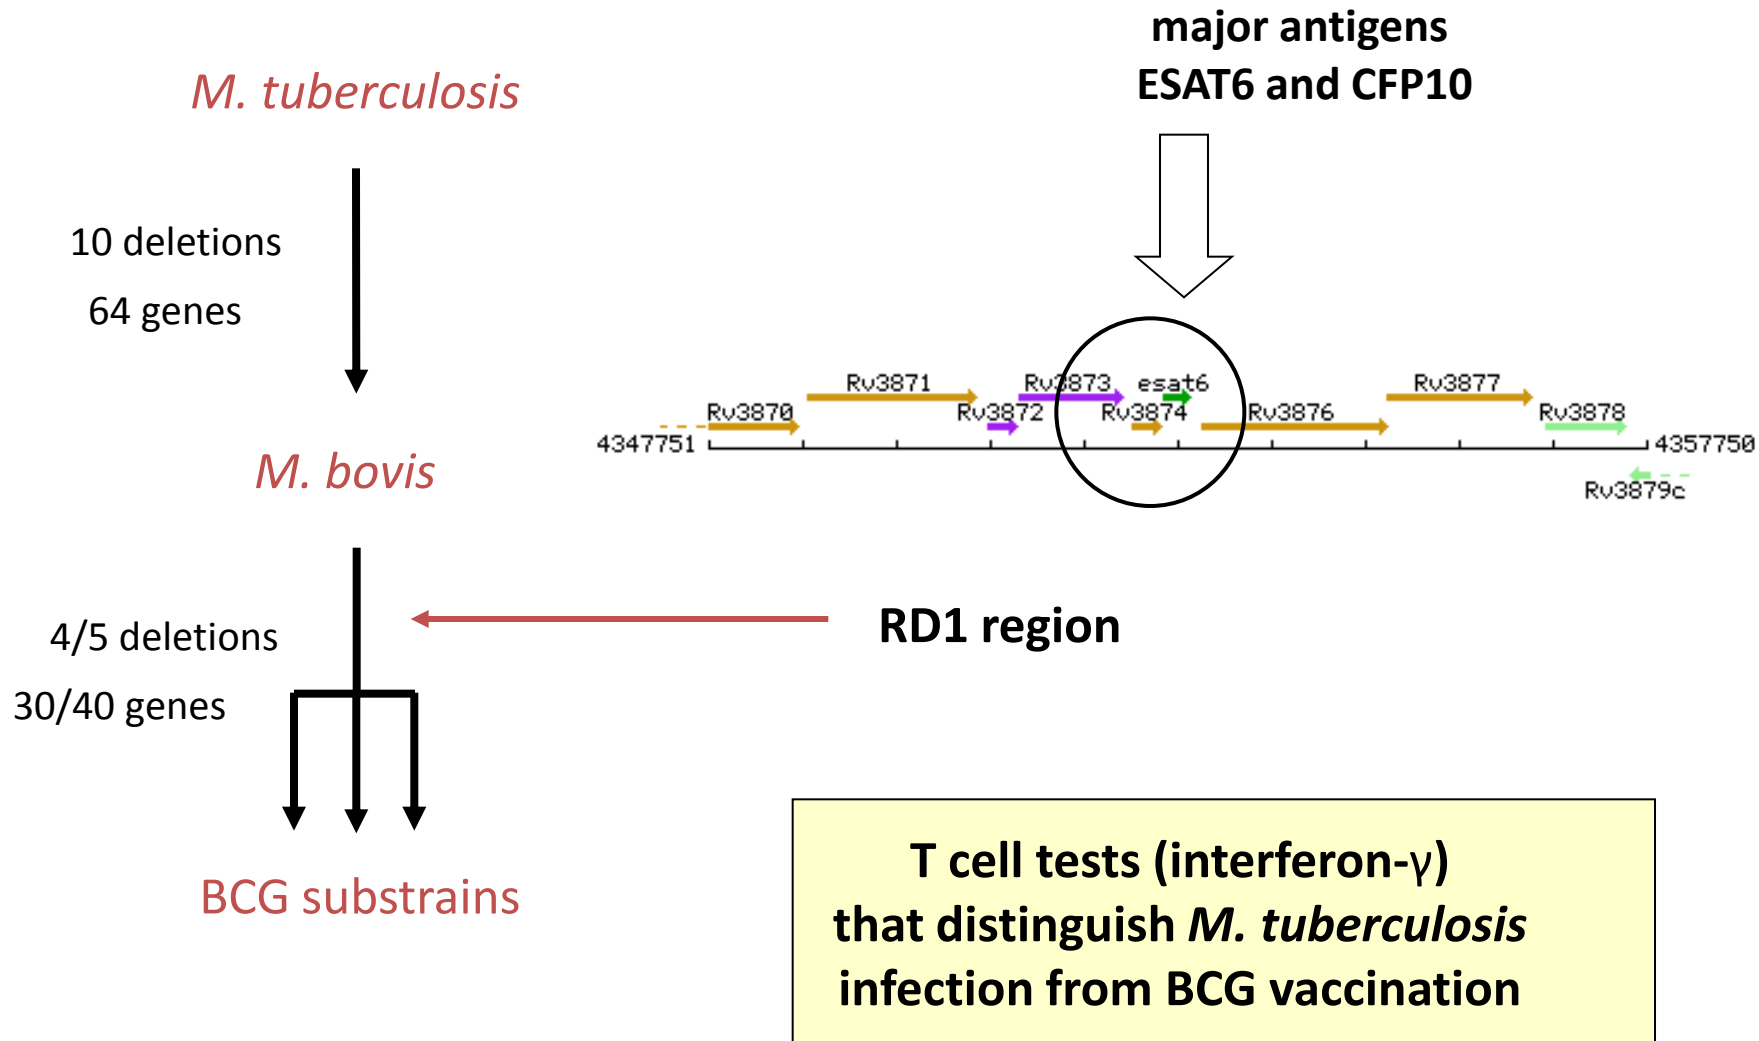 major antigens
ESAT6 and CFP10
M. tuberculosis
10 deletions
64 genes
Rv3871
Rv3873
esat6
Rv3877
Rv3870
Rv3872
Rv3874
Rv3876
Rv3878
4347751
4357750
Rv3879c
M. bovis
RD1 region
4/5 deletions
30/40 genes
BCG substrains
T cell tests (interferon-γ)
that distinguish M. tuberculosis
infection from BCG vaccination